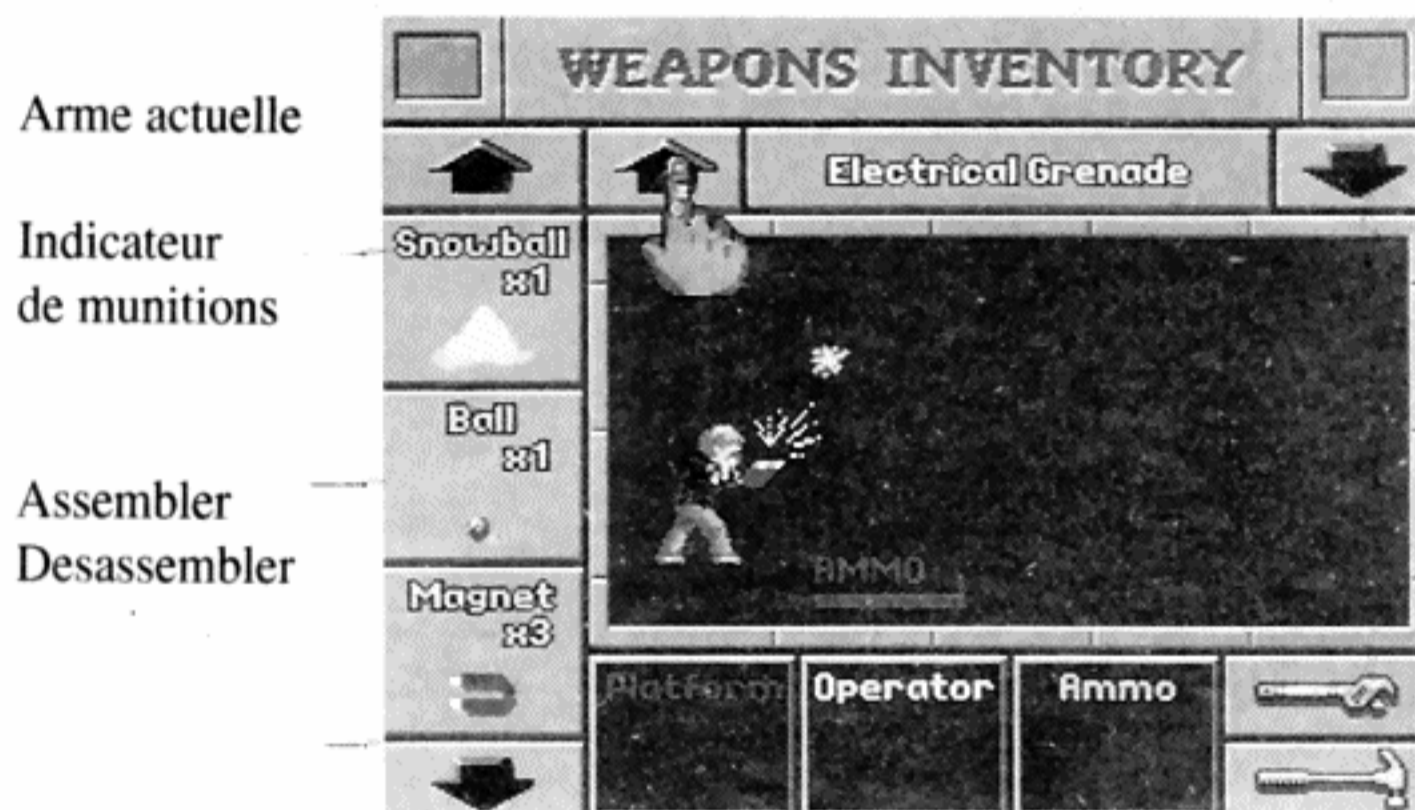 WEAPONS INVENTORY
Arme actuelle
Electrical Grenade
Indicateur
de munitions
Snowball
x1
Ball
x1
Assembler
Desassembler
Magnet
x3
AMMO
Platform
Operator
Ammo